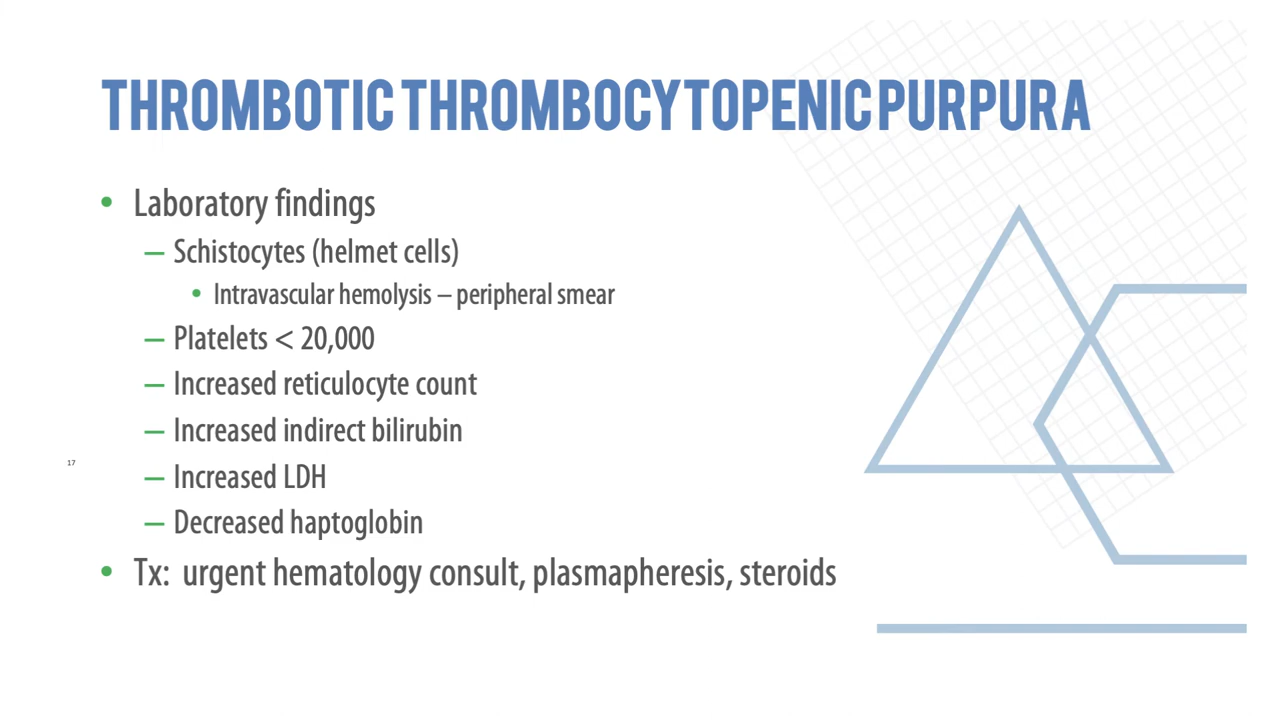 THROMBOTIC THROMBOCYTOPENIC PURPURA
• Laboratory findings
– Schistocytes (helmet cells)
• Intravascular hemolysis – peripheral smear
– Platelets < 20,000
– Increased reticulocyte count
– Increased indirect bilirubin
– Increased LDH
17
– Decreased haptoglobin
• Tx: urgent hematology consult, plasmapheresis, steroids